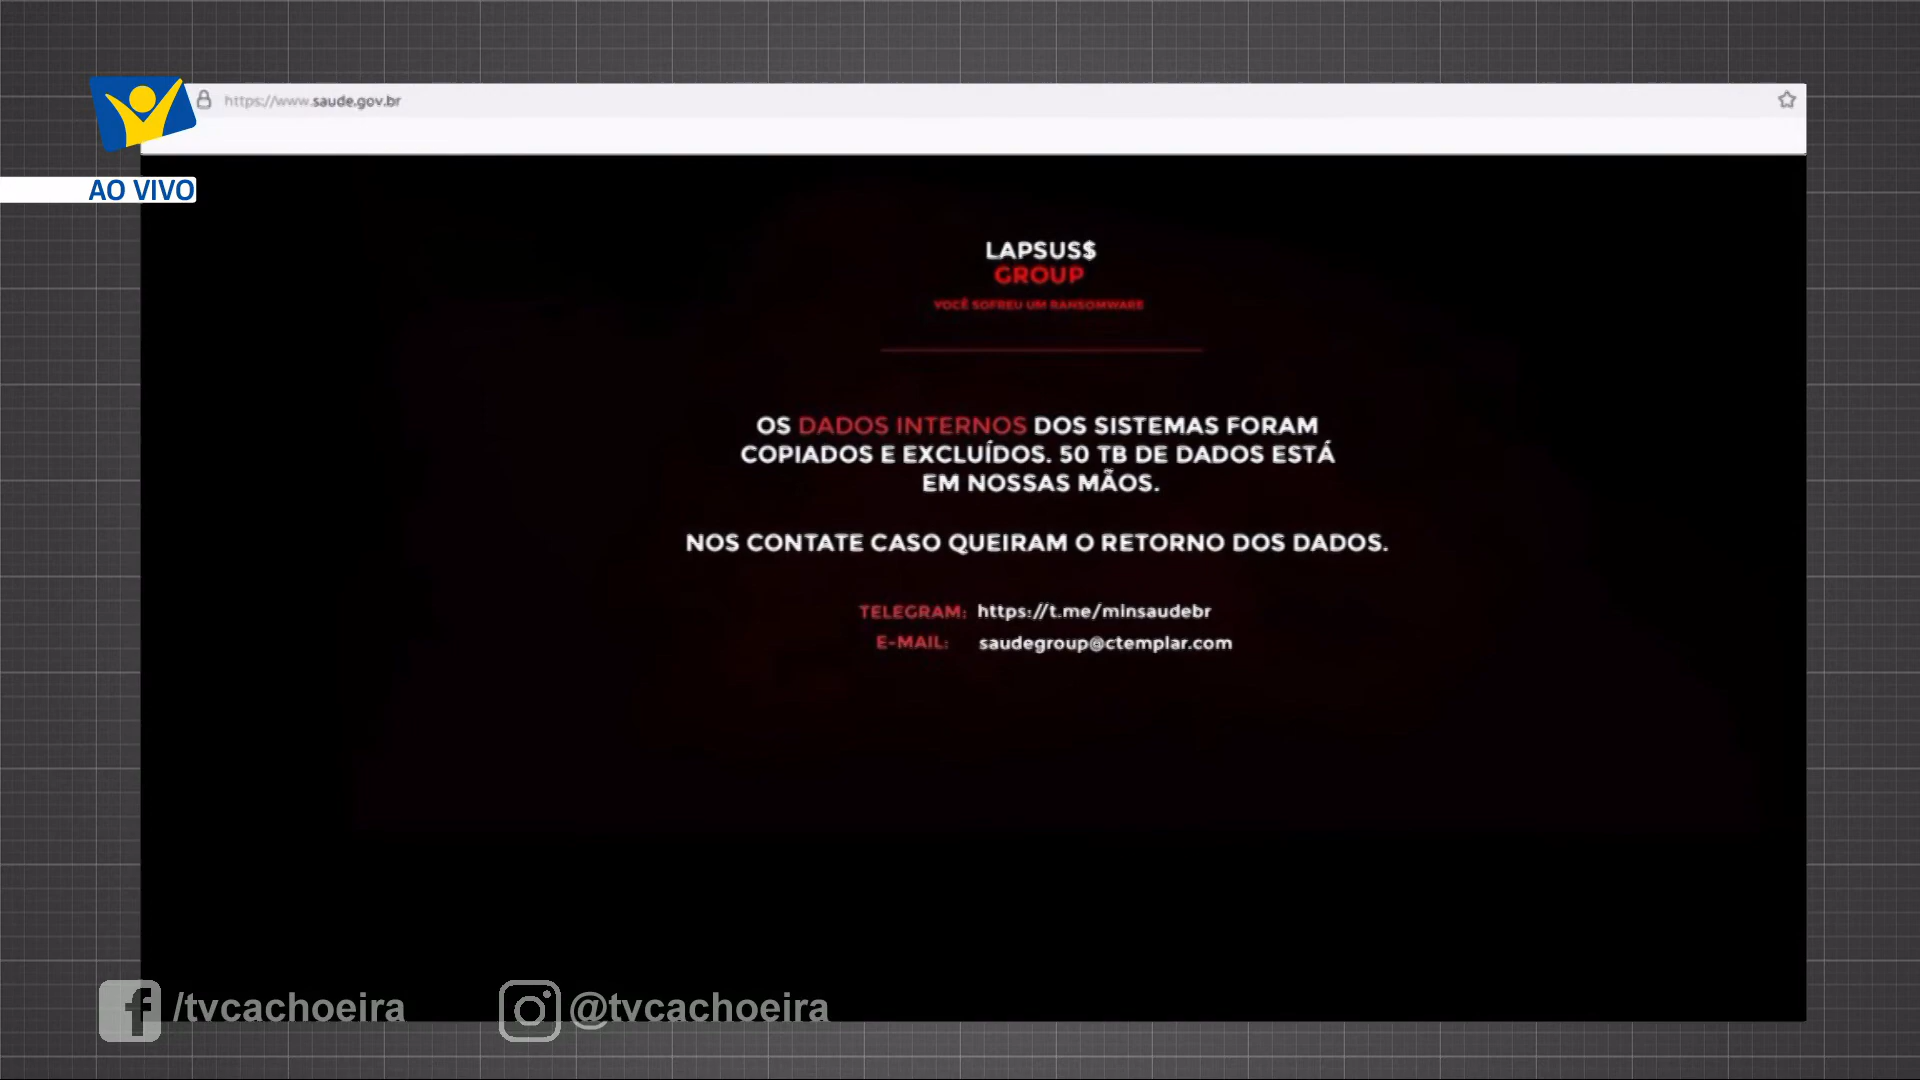 https://www.saude.gov.br
AO VIVO
LAPSUS$
GROUP
VOCÊ SOFREU UM RANSOMWARE
OS DADOS INTERNOS DOS SISTEMAS FORAM
COPIADOS E EXCLUÍDOS. 50 TB DE DADOS ESTÁ
EM NOSSAS MÃOS.
NOS CONTATE CASO QUEIRAM O RETORNO DOS DADOS.
TELEGRAM: https://t.me/minsaudebr
E-MAIL: saudegroup@ctemplar.com
/tvcachoeira @tvcachoeira